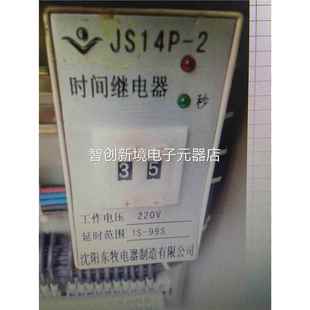 JS14P-2
时间继电器
秒
智创新境电子元器店
3 5
工作电压 220V
延时范围 1S-99S
沈阳东牧电器制造有限公司